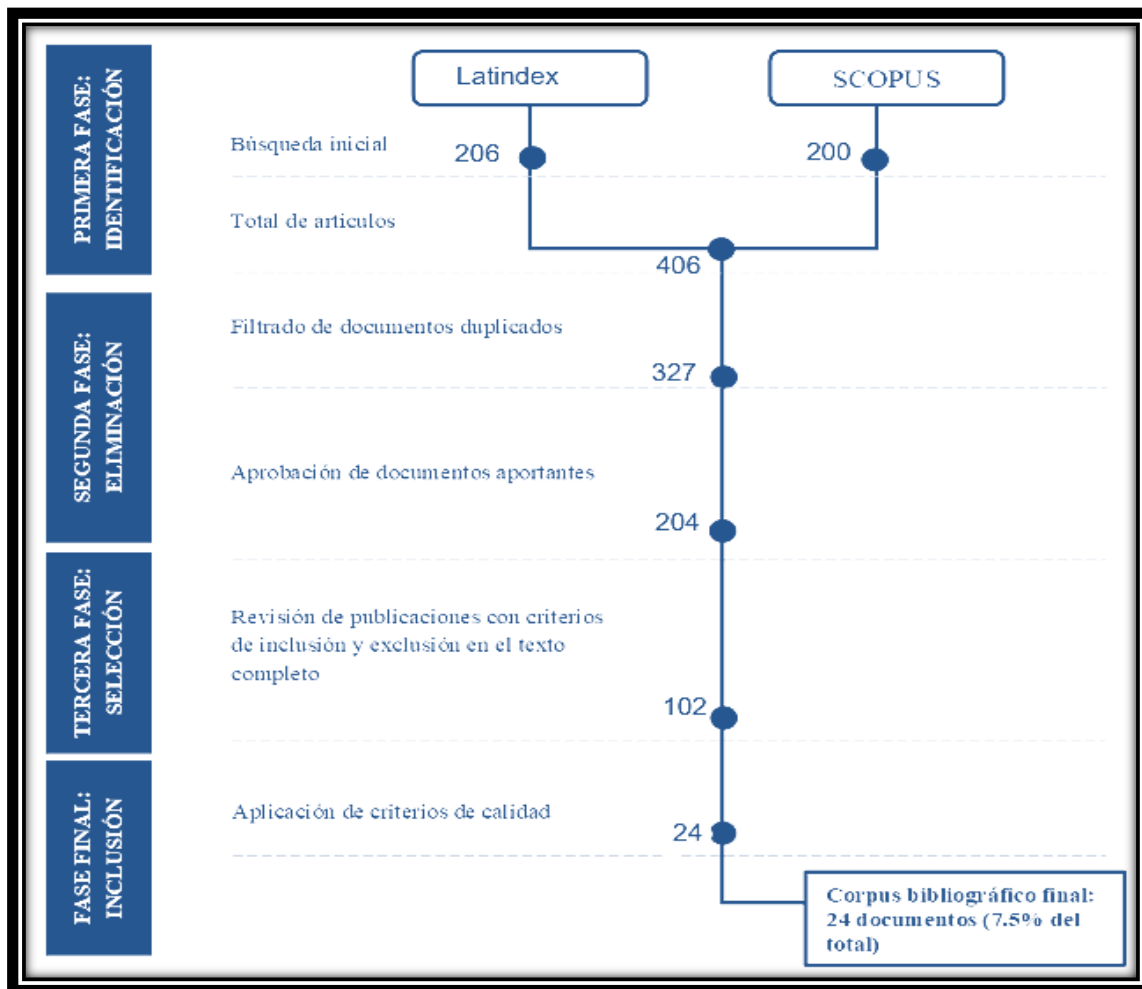 Latindex
SCOPUS
PRIMERA FASE:
IDENTIFICACIÓN
Búsqueda inicial
206
200
Total de articulos
406
SEGUNDA FASE:
ELIMINACIÓN
Filtrado de documentos duplicados
327
Aprobación de documentos aportantes
204
TERCERA FASE:
SELECCIÓN
Revisión de publicaciones con criterios
de inclusión y exclusión en el texto
completo
102
FASE FINAL:
INCLUSIÓN
Aplicación de criterios de calidad
24
Corpus bibliográfico final:
24 documentos (7.5% del
total)